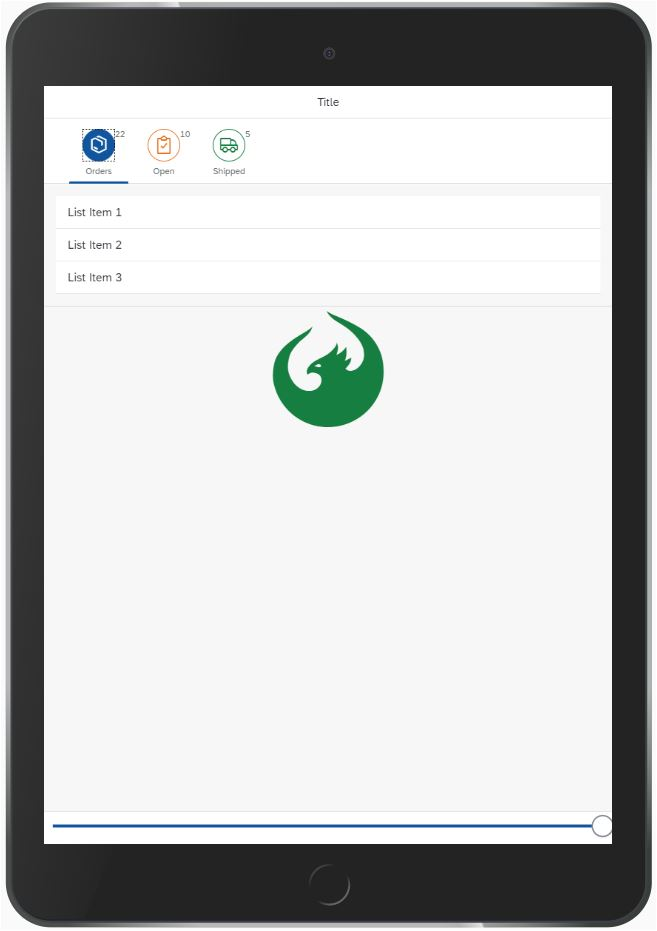 Title
22
10
5
Orders
Open
Shipped
List Item 1
List Item 2
List Item 3